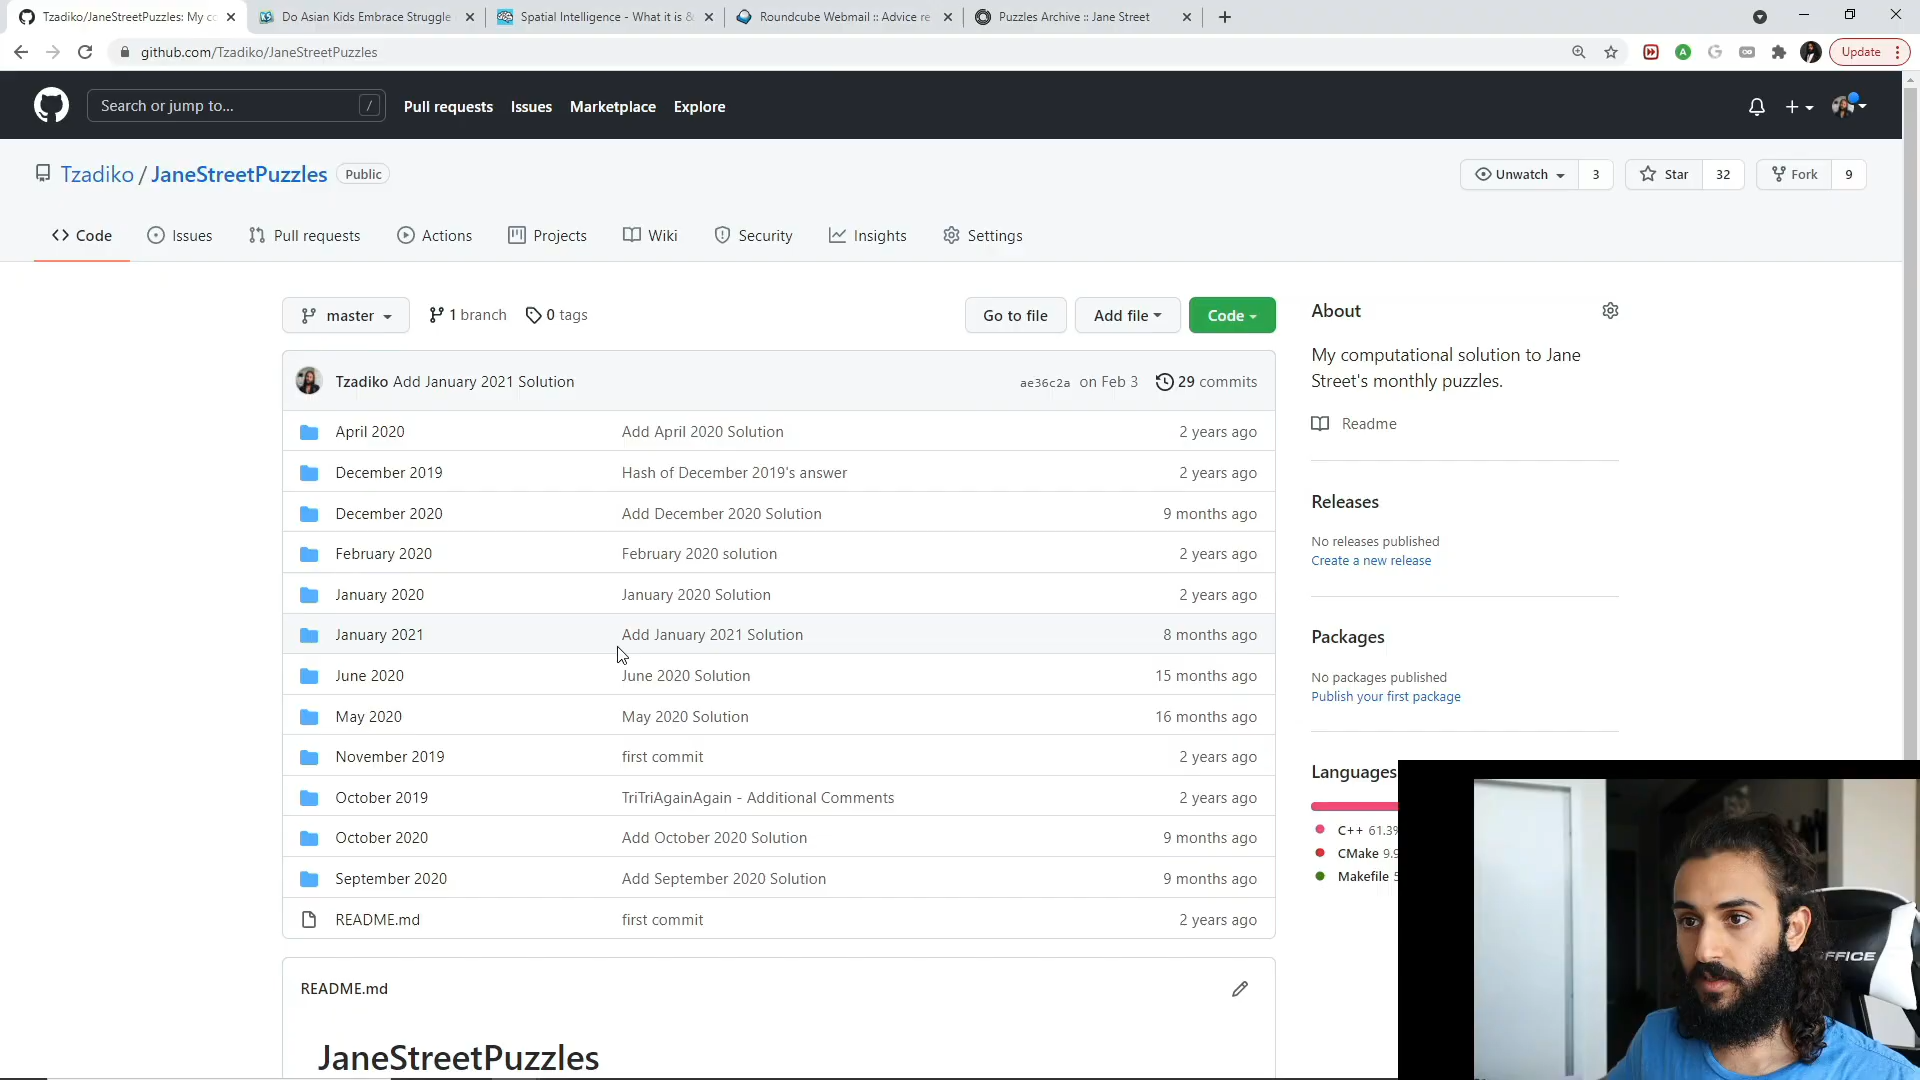 Tzadiko/JaneStreetPuzzles: My co
Do Asian Kids Embrace Struggle
Spatial Intelligence - What it is &
Roundcube Webmail :: Advice re
Puzzles Archive :: Jane Street
github.com/Tzadiko/JaneStreetPuzzles
Update
Search or jump to...
/
Pull requests
Issues
Marketplace
Explore
Tzadiko / JaneStreetPuzzles
Public
Unwatch
3
Star
32
Fork
9
Code
Issues
Pull requests
Actions
Projects
Wiki
Security
Insights
Settings
master
1 branch
0 tags
Go to file
Add file
Code
Tzadiko Add January 2021 Solution
ae36c2a on Feb 3
29 commits
April 2020 Add April 2020 Solution 2 years ago
December 2019 Hash of December 2019's answer 2 years ago
December 2020 Add December 2020 Solution 9 months ago
February 2020 February 2020 solution 2 years ago
January 2020 January 2020 Solution 2 years ago
January 2021 Add January 2021 Solution 8 months ago
June 2020 June 2020 Solution 15 months ago
May 2020 May 2020 Solution 16 months ago
November 2019 first commit 2 years ago
October 2019 TriTriAgainAgain - Additional Comments 2 years ago
October 2020 Add October 2020 Solution 9 months ago
September 2020 Add September 2020 Solution 9 months ago
README.md first commit 2 years ago
README.md
JaneStreetPuzzles
About
My computational solution to Jane
Street's monthly puzzles.
Readme
Releases
No releases published
Create a new release
Packages
No packages published
Publish your first package
Languages
C++ 61.3%
CMake 9.9
Makefile 5
FFICE